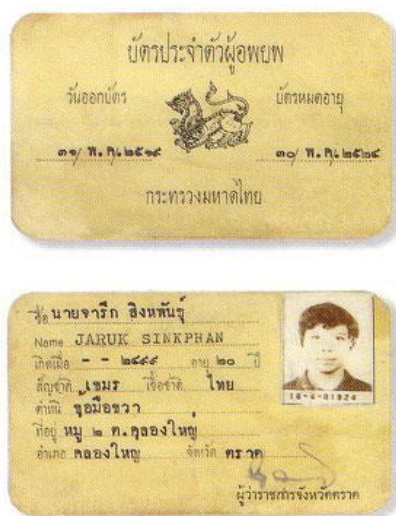 บัตรประจำตัวผู้อพยพ
วันออกบัตร บัตรหมดอายุ
๓๑/ พ.ค./๒๕๑๙ ๓๐/ พ.ค./๒๕๒๔
กระทรวงมหาดไทย
ชื่อ นายจารึก สิงหพันธุ์
Name JARUK SINKPHAN
เกิดเมื่อ - - ๒๔๙๙ อายุ ๒๐ ปี
สัญชาติ เขมร เชื้อชาติ ไทย
ตำหนิ ข้อมือขวา
ที่อยู่ หมู่ ๒ ต.คลองใหญ่
อำเภอ คลองใหญ่ จังหวัด ตราด
ผู้ว่าราชการจังหวัดตราด